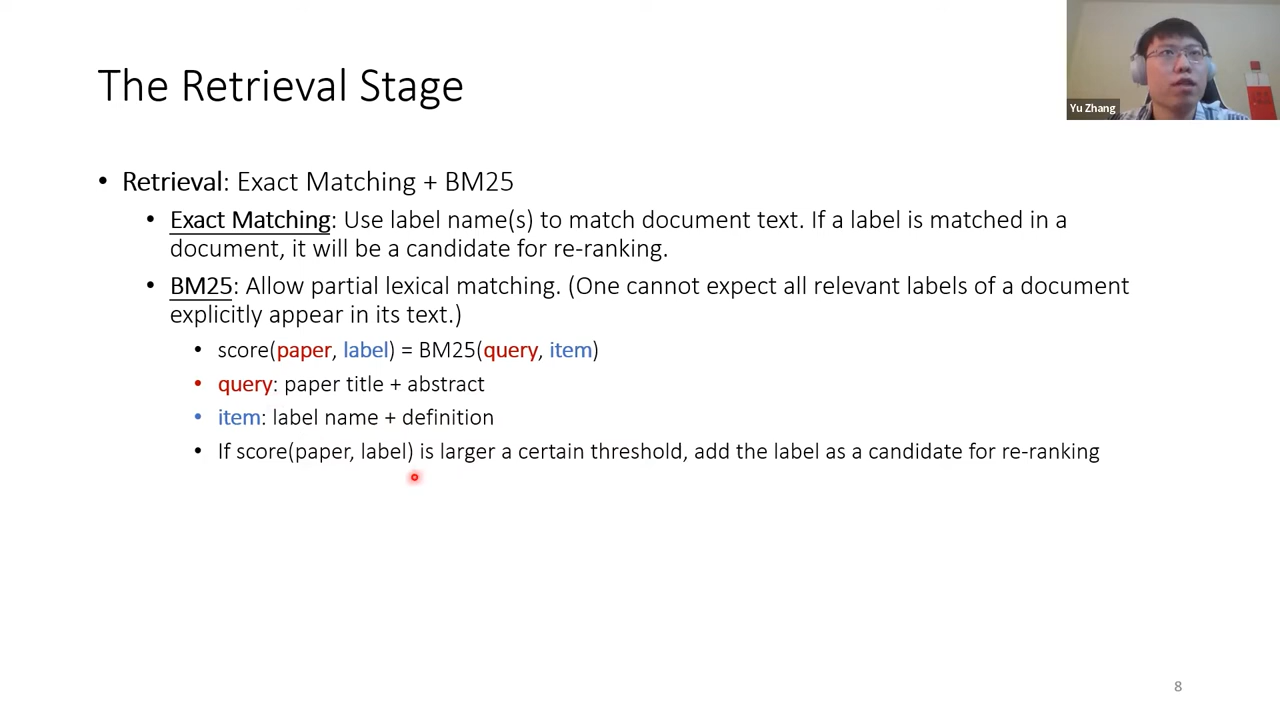 The Retrieval Stage
Yu Zhang
• Retrieval: Exact Matching + BM25
• Exact Matching: Use label name(s) to match document text. If a label is matched in a
document, it will be a candidate for re-ranking.
• BM25: Allow partial lexical matching. (One cannot expect all relevant labels of a document
explicitly appear in its text.)
• score(paper, label) = BM25(query, item)
• query: paper title + abstract
• item: label name + definition
• If score(paper, label) is larger a certain threshold, add the label as a candidate for re-ranking
8